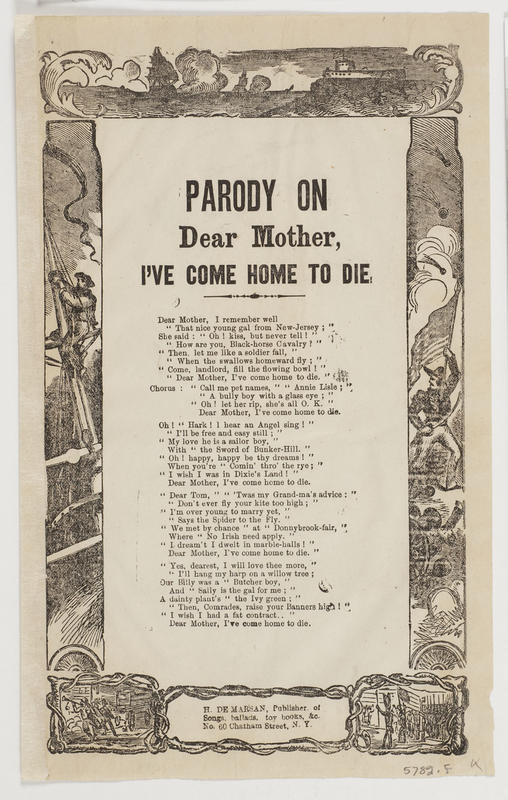 PARODY ON
Dear Mother,
I'VE COME HOME TO DIE.
Dear Mother, I remember well
" That nice young gal from New-Jersey ; "
She said : " Oh ! kiss, but never tell ! "
" How are you, Black-horse Cavalry ? "
" Then, let me like a soldier fall, "
" When the swallows homeward fly ; "
" Come, landlord, fill the flowing bowl ! "
" Dear Mother, I've come home to die. "
Chorus : " Call me pet names, " " Annie Lisle ; "
" A bully boy with a glass eye ; "
" Oh ! let her rip, she's all O. K. "
Dear Mother, I've come home to die.
Oh ! " Hark ! I hear an Angel sing ! "
" I'll be free and easy still ; "
" My love he is a sailor boy, "
With " the Sword of Bunker-Hill. "
" Oh ! happy, happy be thy dreams ! "
When you're " Comin' thro' the rye ; "
" I wish I was in Dixie's Land ! "
Dear Mother, I've come home to die.
" Dear Tom, " " 'Twas my Grand-ma's advice : "
" Don't ever fly your kite too high ; "
" I'm over young to marry yet, "
" Says the Spider to the Fly. "
" We met by chance " at " Donnybrook-fair, "
Where " No Irish need apply. "
" I dream't I dwelt in marble-halls ! "
Dear Mother, I've come home to die. "
" Yes, dearest, I will love thee more, "
" I'll hang my harp on a willow tree ;
Our Billy was a " Butcher boy, "
And " Sally is the gal for me ; "
A dainty plant's " the Ivy green : "
" Then, Comrades, raise your Banners high ! "
" I wish I had a fat contract.. "
Dear Mother, I've come home to die.
H. DE MARSAN, Publisher. of
Songs, ballads, toy books, &c.
No. 60 Chatham Street, N. Y.
5782.F